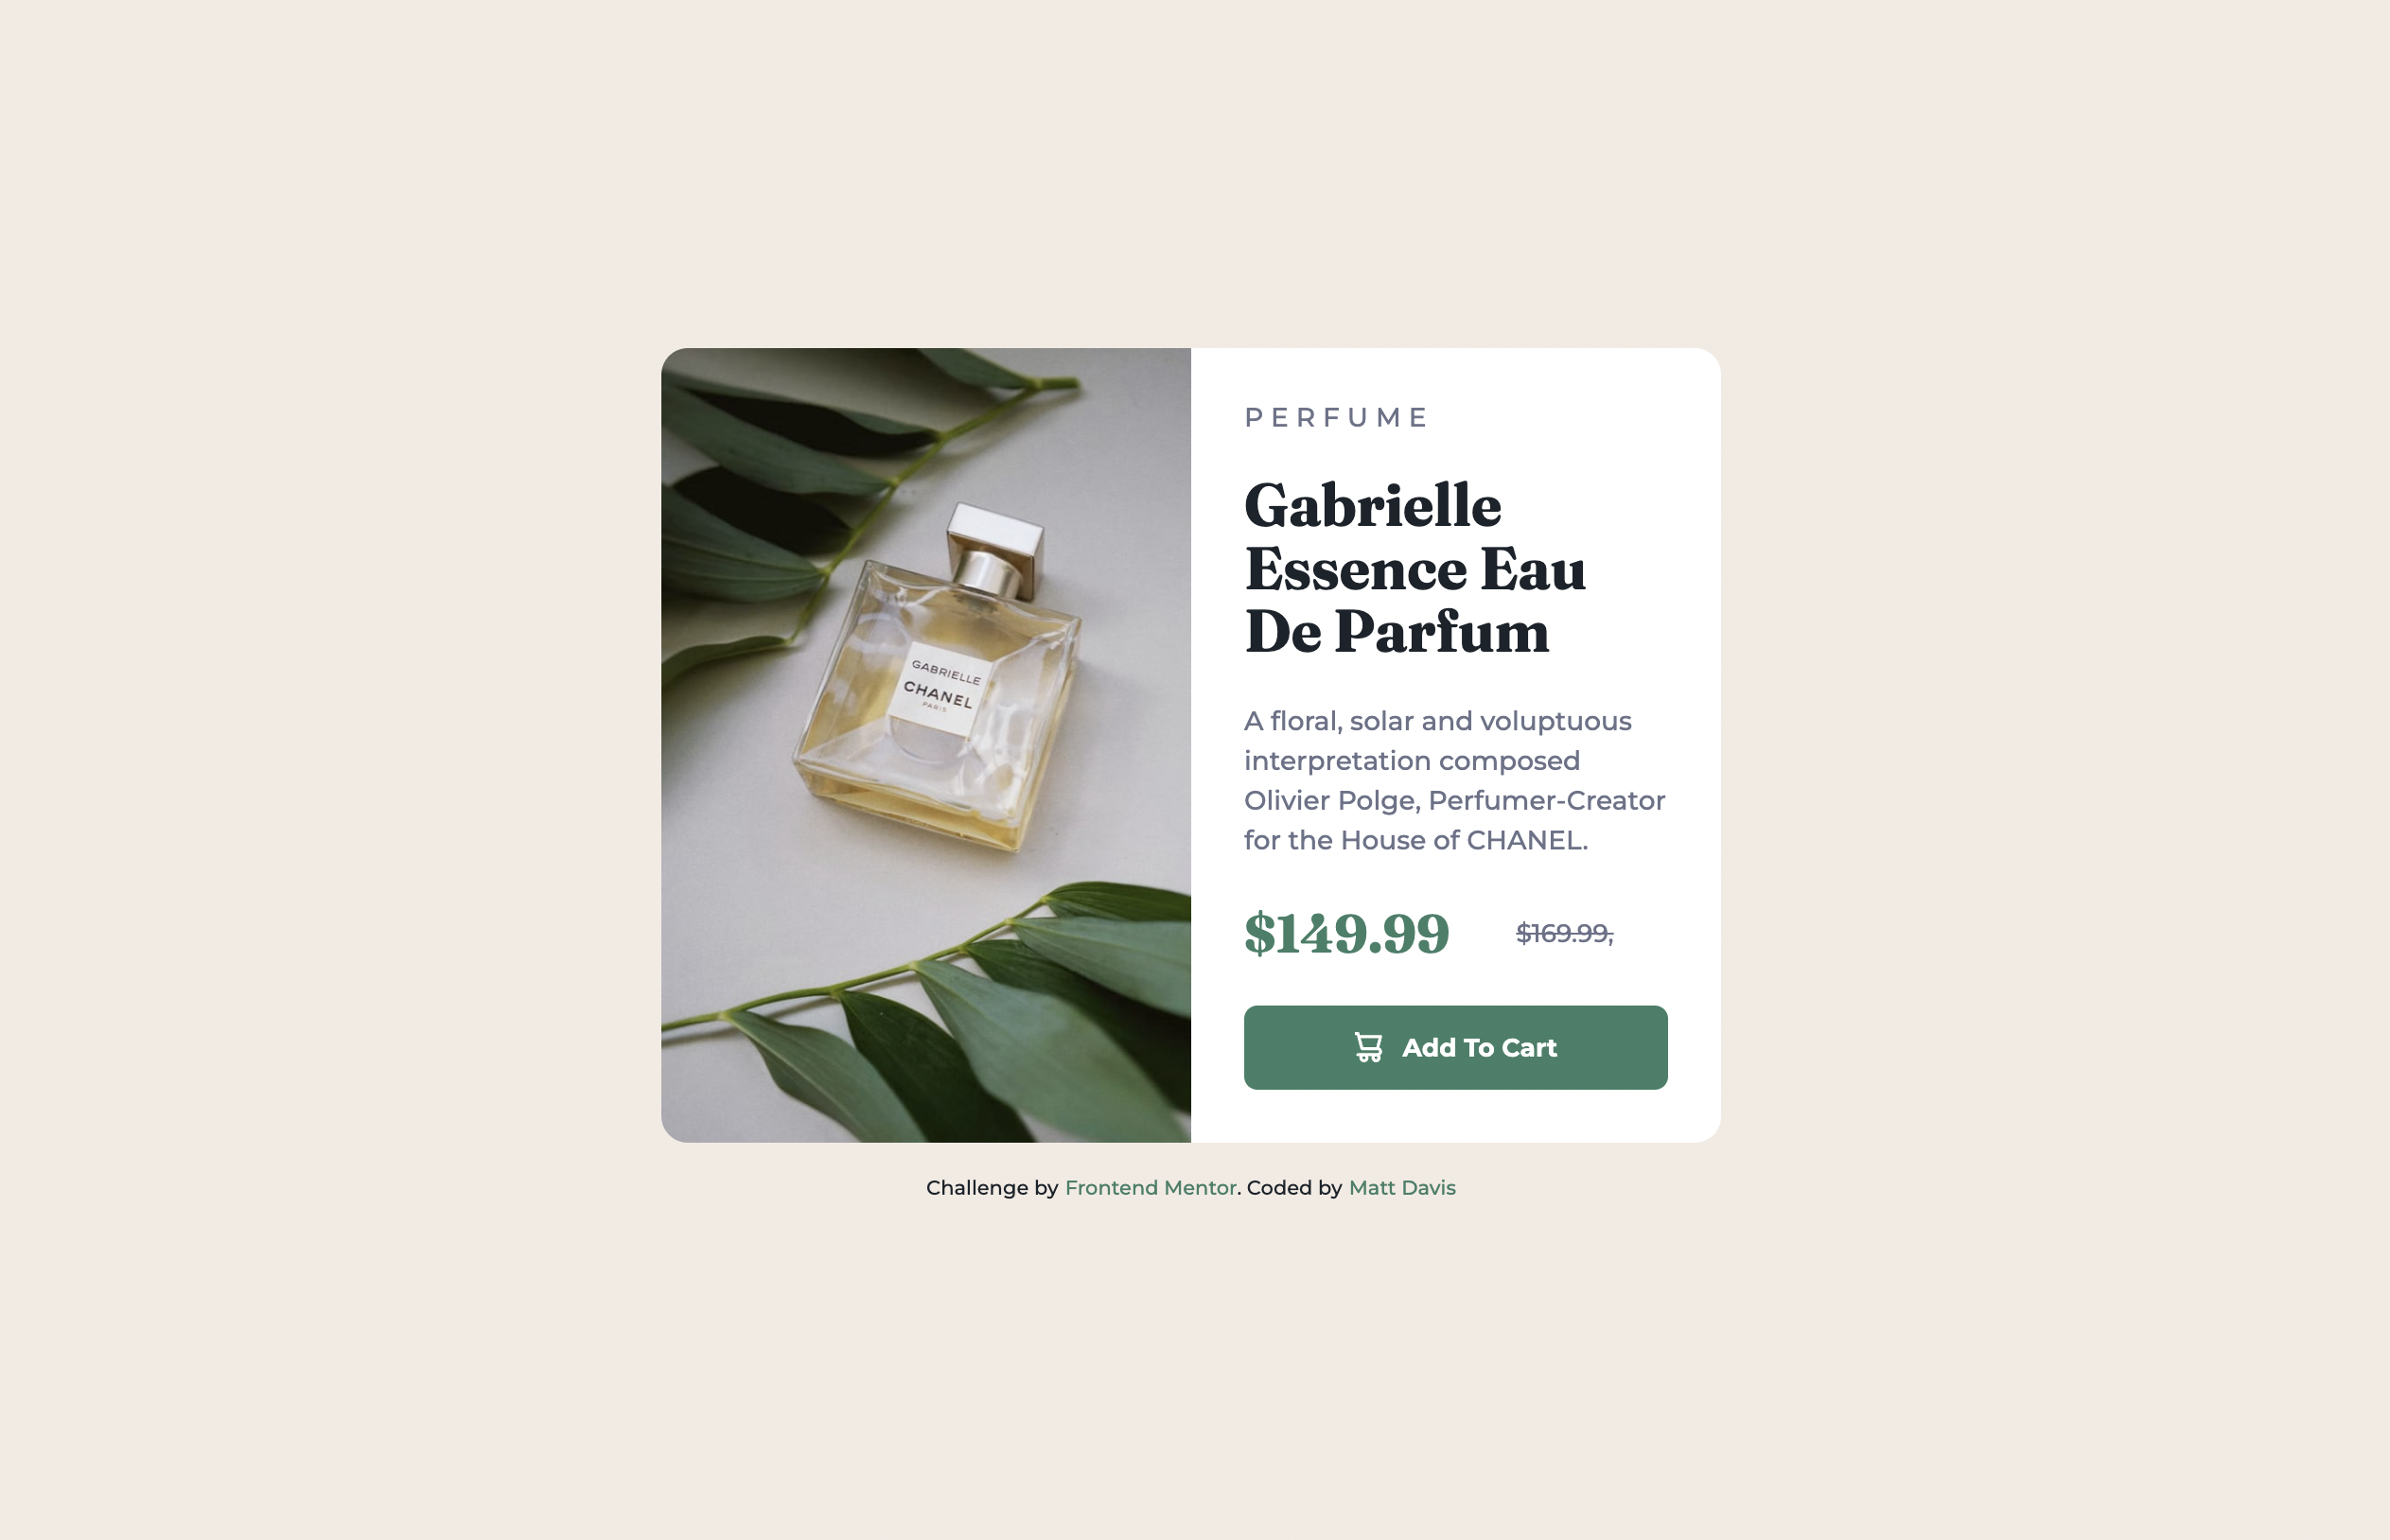 GABRIELLE
CHANEL
PARIS
PERFUME
Gabrielle
Essence Eau
De Parfum
A floral, solar and voluptuous
interpretation composed
Olivier Polge, Perfumer-Creator
for the House of CHANEL.
$149.99 $169.99,
Add To Cart
Challenge by Frontend Mentor. Coded by Matt Davis